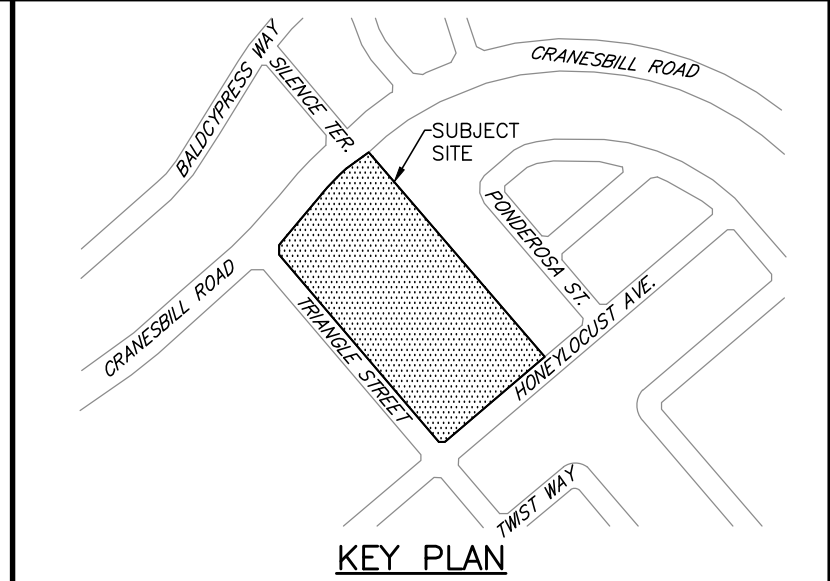 BALDCYPRESS WAY
SILENCE TER.
CRANESBILL ROAD
SUBJECT
SITE
PONDEROSA ST.
CRANESBILL ROAD
TRIANGLE STREET
HONEYLOCUST AVE.
TWIST WAY
KEY PLAN